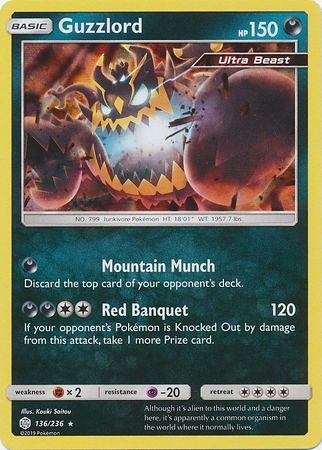 BASIC Guzzlord HP 150
Ultra Beast
NO. 799 Junkivore Pokémon HT: 18'01" WT: 1957.7 lbs.
Mountain Munch
Discard the top card of your opponent's deck.
Red Banquet 120
If your opponent's Pokémon is Knocked Out by damage
from this attack, take 1 more Prize card.
weakness × 2 resistance -20 retreat
Illus. Kouki Saitou
136/236
©2019 Pokémon
Although it's alien to this world and a danger
here, it's apparently a common organism in
the world where it normally lives.